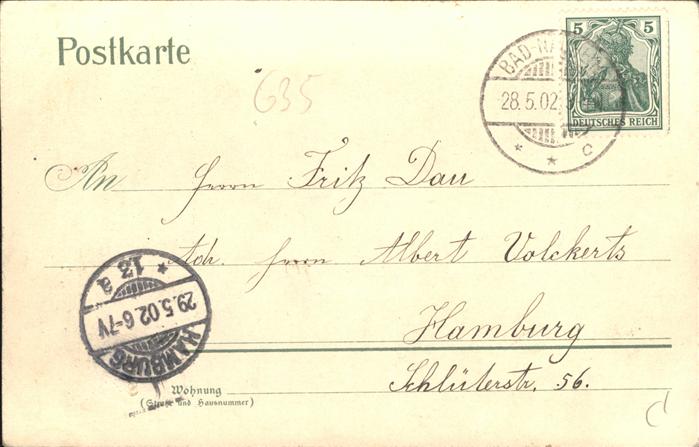 Postkarte
5 5
BAD-
28.5.02
DEUTSCHES REICH
* * c
635
An Herrn Fritz Dau
Adr. Herrn Albert Volckerts
Hamburg
Schlüterstr. 56.
Wohnung
(Straße und Hausnummer)
* 13 a
29.5.02 6-7V
HAMBURG